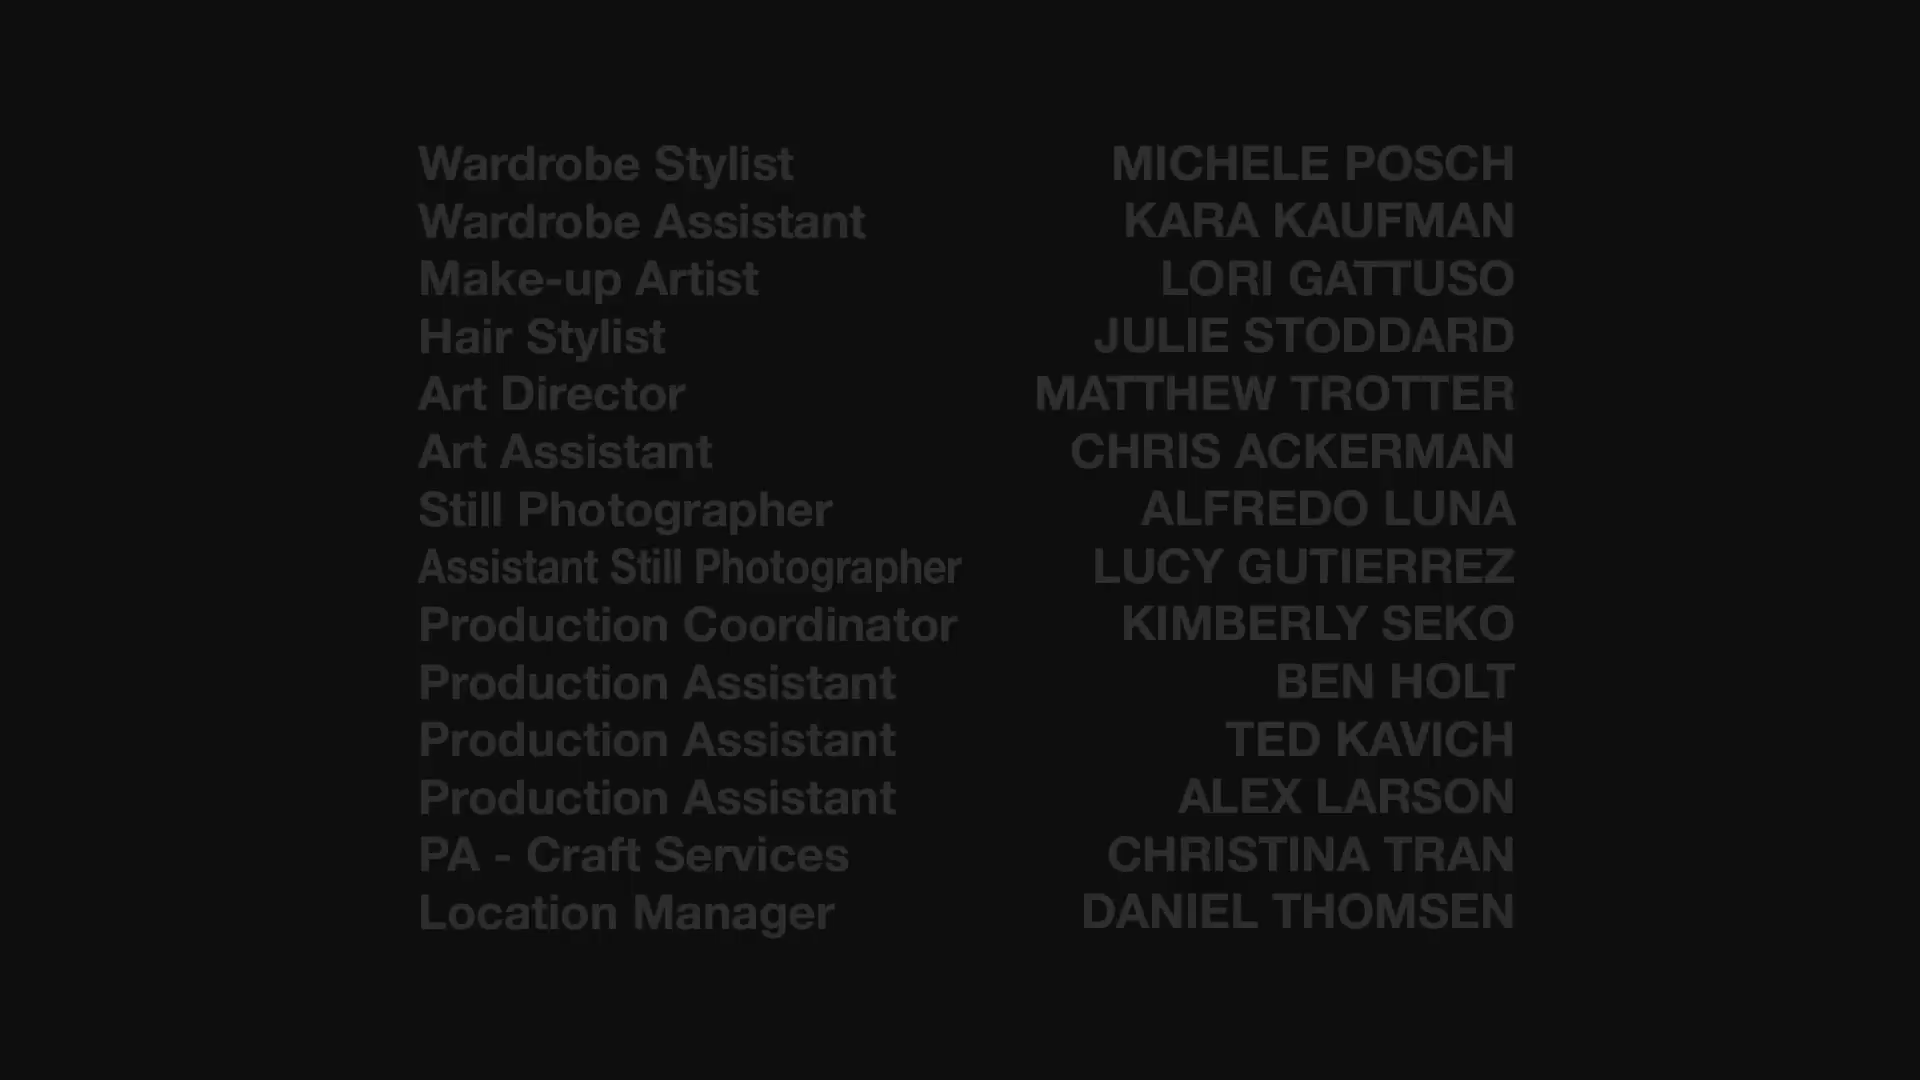 Wardrobe Stylist MICHELE POSCH
Wardrobe Assistant KARA KAUFMAN
Make-up Artist LORI GATTUSO
Hair Stylist JULIE STODDARD
Art Director MATTHEW TROTTER
Art Assistant CHRIS ACKERMAN
Still Photographer ALFREDO LUNA
Assistant Still Photographer LUCY GUTIERREZ
Production Coordinator KIMBERLY SEKO
Production Assistant BEN HOLT
Production Assistant TED KAVICH
Production Assistant ALEX LARSON
PA - Craft Services CHRISTINA TRAN
Location Manager DANIEL THOMSEN